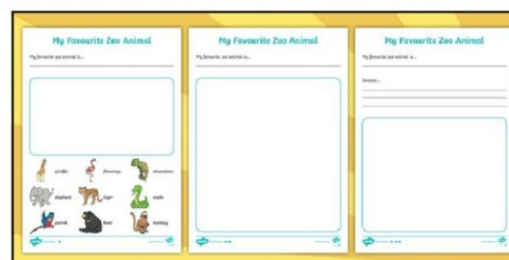 My Favourite Zoo Animal
My favourite zoo animal is...
giraffe
flamingo
chameleon
elephant
tiger
snake
parrot
bear
monkey
My Favourite Zoo Animal
My favourite zoo animal is...
My Favourite Zoo Animal
My favourite zoo animal is...
because...